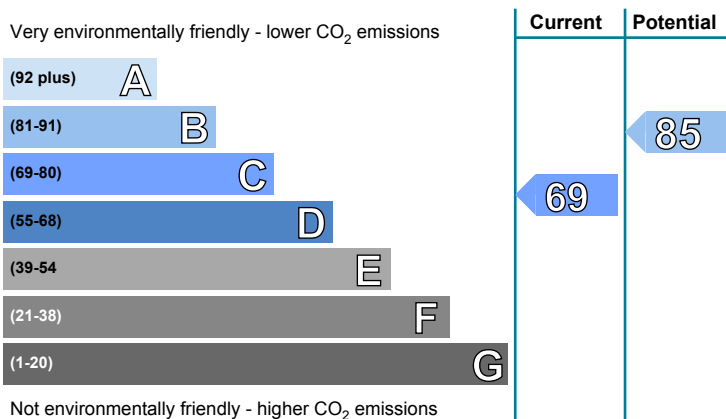 Very environmentally friendly - lower CO2 emissions
Current
Potential
(92 plus) A
(81-91) B
(69-80) C
(55-68) D
(39-54 E
(21-38) F
(1-20) G
85
69
Not environmentally friendly - higher CO2 emissions